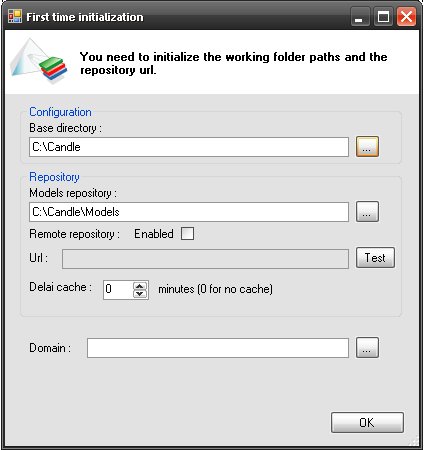 First time initialization
You need to initialize the working folder paths and the
repository url.
Configuration
Base directory :
C:\Candle
...
Repository
Models repository :
C:\Candle\Models
...
Remote repository : Enabled
Url :
Test
Delai cache : 0 minutes (0 for no cache)
Domain :
...
OK